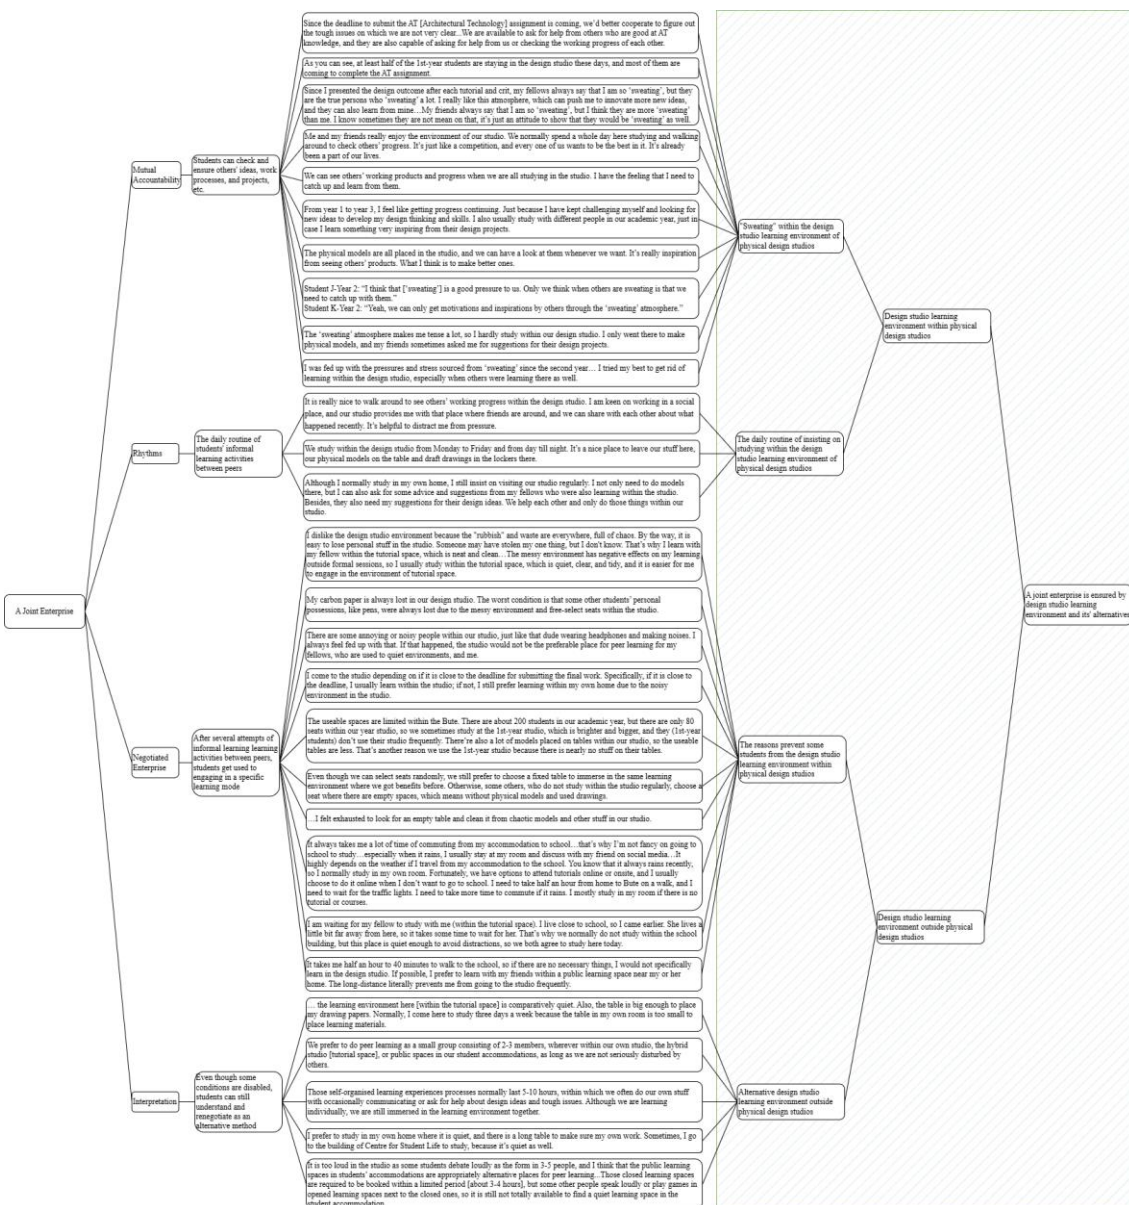 A Joint Enterprise
Mutual
Accountability
Students can check and
ensure others' ideas, work
processes, and projects,
etc.
Since the deadline to submit the AT [Architectural Technology] assignment is coming, we'd better cooperate to figure out
the tough issues on which we are not very clear...We are available to ask for help from others who are good at AT
knowledge, and they are also capable of asking for help from us or checking the working progress of each other.
As you can see, at least half of the 1st-year students are staying in the design studio these days, and most of them are
coming to complete the AT assignment.
Since I presented the design outcome after each tutorial and crit, my fellows always say that I am so 'sweating', but they
are the true persons who 'sweating' a lot. I really like this atmosphere, which can push me to innovate more new ideas,
and they can also learn from mine…My friends always say that I am so 'sweating', but I think they are more 'sweating'
than me. I know sometimes they are not mean on that, it's just an attitude to show that they would be 'sweating' as well.
Me and my friends really enjoy the environment of our studio. We normally spend a whole day here studying and walking
around to check others' progress. It's just like a competition, and every one of us wants to be the best in it. It's already
been a part of our lives.
We can see others' working products and progress when we are all studying in the studio. I have the feeling that I need to
catch up and learn from them.
From year 1 to year 3, I feel like getting progress continuing. Just because I have kept challenging myself and looking for
new ideas to develop my design thinking and skills. I also usually study with different people in our academic year, just in
case I learn something very inspiring from their design projects.
The physical models are all placed in the studio, and we can have a look at them whenever we want. It's really inspiration
from seeing others' products. What I think is to make better ones.
Student J-Year 2: "I think that ['sweating'] is a good pressure to us. Only we think when others are sweating is that we
need to catch up with them."
Student K-Year 2: "Yeah, we can only get motivations and inspirations by others through the 'sweating' atmosphere."
The 'sweating' atmosphere makes me tense a lot, so I hardly study within our design studio. I only went there to make
physical models, and my friends sometimes asked me for suggestions for their design projects.
I was fed up with the pressures and stress sourced from 'sweating' since the second year… I tried my best to get rid of
learning within the design studio, especially when others were learning there as well.
"Sweating" within the design
studio learning environment of
physical design studios
Rhythms
The daily routine of
students' informal
learning activities
between peers
It is really nice to walk around to see others' working progress within the design studio. I am keen on working in a social
place, and our studio provides me with that place where friends are around, and we can share with each other about what
happened recently. It's helpful to distract me from pressure.
We study within the design studio from Monday to Friday and from day till night. It's a nice place to leave our stuff here,
our physical models on the table and draft drawings in the lockers there.
Although I normally study in my own home, I still insist on visiting our studio regularly. I not only need to do models
there, but I can also ask for some advice and suggestions from my fellows who were also learning within the studio.
Besides, they also need my suggestions for their design ideas. We help each other and only do those things within our
studio.
The daily routine of insisting on
studying within the design
studio learning environment of
physical design studios
Design studio learning
environment within physical
design studios
Negotiated
Enterprise
After several attempts of
informal learning learning
activities between peers,
students get used to
engaging in a specific
learning mode
I dislike the design studio environment because the "rubbish" and waste are everywhere, full of chaos. By the way, it is
easy to lose personal stuff in the studio. Someone may have stolen my one thing, but I don't know. That's why I learn with
my fellow within the tutorial space, which is neat and clean…The messy environment has negative effects on my learning
outside formal sessions, so I usually study within the tutorial space, which is quiet, clear, and tidy, and it is easier for me
to engage in the environment of tutorial space.
My carbon paper is always lost in our design studio. The worst condition is that some other students' personal
possessions, like pens, were always lost due to the messy environment and free-select seats within the studio.
There are some annoying or noisy people within our studio, just like that dude wearing headphones and making noises. I
always feel fed up with that. If that happened, the studio would not be the preferable place for peer learning for my
fellows, who are used to quiet environments, and me.
I come to the studio depending on if it is close to the deadline for submitting the final work. Specifically, if it is close to
the deadline, I usually learn within the studio; if not, I still prefer learning within my own home due to the noisy
environment in the studio.
The useable spaces are limited within the Bute. There are about 200 students in our academic year, but there are only 80
seats within our year studio, so we sometimes study at the 1st-year studio, which is brighter and bigger, and they (1st-year
students) don't use their studio frequently. There're also a lot of models placed on tables within our studio, so the useable
tables are less. That's another reason we use the 1st-year studio because there is nearly no stuff on their tables.
Even though we can select seats randomly, we still prefer to choose a fixed table to immerse in the same learning
environment where we got benefits before. Otherwise, some others, who do not study within the studio regularly, choose a
seat where there are empty spaces, which means without physical models and used drawings.
…I felt exhausted to look for an empty table and clean it from chaotic models and other stuff in our studio.
It always takes me a lot of time of commuting from my accommodation to school…that's why I'm not fancy on going to
school to study…especially when it rains, I usually stay at my room and discuss with my friend on social media…It
highly depends on the weather if I travel from my accommodation to the school. You know that it always rains recently,
so I normally study in my own room. Fortunately, we have options to attend tutorials online or onsite, and I usually
choose to do it online when I don't want to go to school. I need to take half an hour from home to Bute on a walk, and I
need to wait for the traffic lights. I need to take more time to commute if it rains. I mostly study in my room if there is no
tutorial or courses.
I am waiting for my fellow to study with me (within the tutorial space). I live close to school, so I came earlier. She lives a
little bit far away from here, so it takes some time to wait for her. That's why we normally do not study within the school
building, but this place is quiet enough to avoid distractions, so we both agree to study here today.
It takes me half an hour to 40 minutes to walk to the school, so if there are no necessary things, I would not specifically
learn in the design studio. If possible, I prefer to learn with my friends within a public learning space near my or her
home. The long-distance literally prevents me from going to the studio frequently.
The reasons prevent some
students from the design studio
learning environment within
physical design studios
Interpretation
Even though some
conditions are disabled,
students can still
understand and
renegotiate as an
alternative method
… the learning environment here [within the tutorial space] is comparatively quiet. Also, the table is big enough to place
my drawing papers. Normally, I come here to study three days a week because the table in my own room is too small to
place learning materials.
We prefer to do peer learning as a small group consisting of 2-3 members, wherever within our own studio, the hybrid
studio [tutorial space], or public spaces in our student accommodations, as long as we are not seriously disturbed by
others.
Those self-organised learning experiences processes normally last 5-10 hours, within which we often do our own stuff
with occasionally communicating or ask for help about design ideas and tough issues. Although we are learning
individually, we are still immersed in the learning environment together.
I prefer to study in my own home where it is quiet, and there is a long table to make sure my own work. Sometimes, I go
to the building of Centre for Student Life to study, because it's quiet as well.
It is too loud in the studio as some students debate loudly as the form in 3-5 people, and I think that the public learning
spaces in students' accommodations are appropriately alternative places for peer learning...Those closed learning spaces
are required to be booked within a limited period [about 3-4 hours], but some other people speak loudly or play games in
opened learning spaces next to the closed ones, so it is still not totally available to find a quiet learning space in the
student accommodation.
Alternative design studio
learning environment outside
physical design studios
Design studio learning
environment outside physical
design studios
A joint enterprise is ensured by
design studio learning
environment and its' alternatives